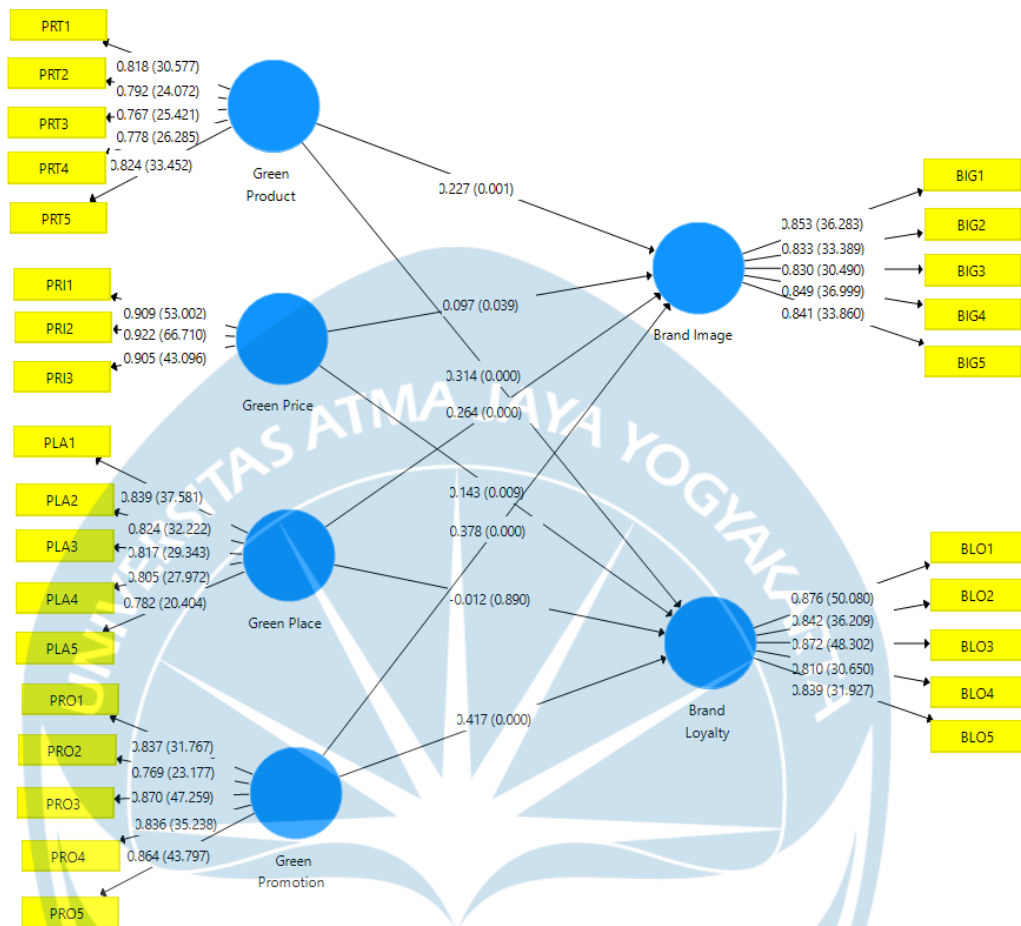 PRT1
0.818 (30.577)
PRT2
0.792 (24.072)
PRT3
0.767 (25.421)
0.778 (26.285)
PRT4
0.824 (33.452)
PRT5
Green
Product
0.227 (0.001)
BIG1
0.853 (36.283)
BIG2
0.833 (33.389)
0.830 (30.490)
BIG3
0.849 (36.999)
0.841 (33.860)
BIG4
BIG5
Brand Image
PRI1
0.909 (53.002)
PRI2
0.922 (66.710)
0.905 (43.096)
PRI3
Green Price
0.097 (0.039)
0.314 (0.000)
0.264 (0.000)
PLA1
PLA2
0.839 (37.581)
0.824 (32.222)
PLA3
0.817 (29.343)
0.805 (27.972)
PLA4
0.782 (20.404)
PLA5
Green Place
0.143 (0.009)
0.378 (0.000)
-0.012 (0.890)
BLO1
0.876 (50.080)
BLO2
0.842 (36.209)
0.872 (48.302)
BLO3
0.810 (30.650)
BLO4
0.839 (31.927)
BLO5
Brand
Loyalty
PRO1
0.837 (31.767)
PRO2
0.769 (23.177)
PRO3
0.870 (47.259)
0.836 (35.238)
PRO4
0.864 (43.797)
PRO5
Green
Promotion
0.417 (0.000)
UNIVERSITAS ATMA JAYA YOGYAKARTA